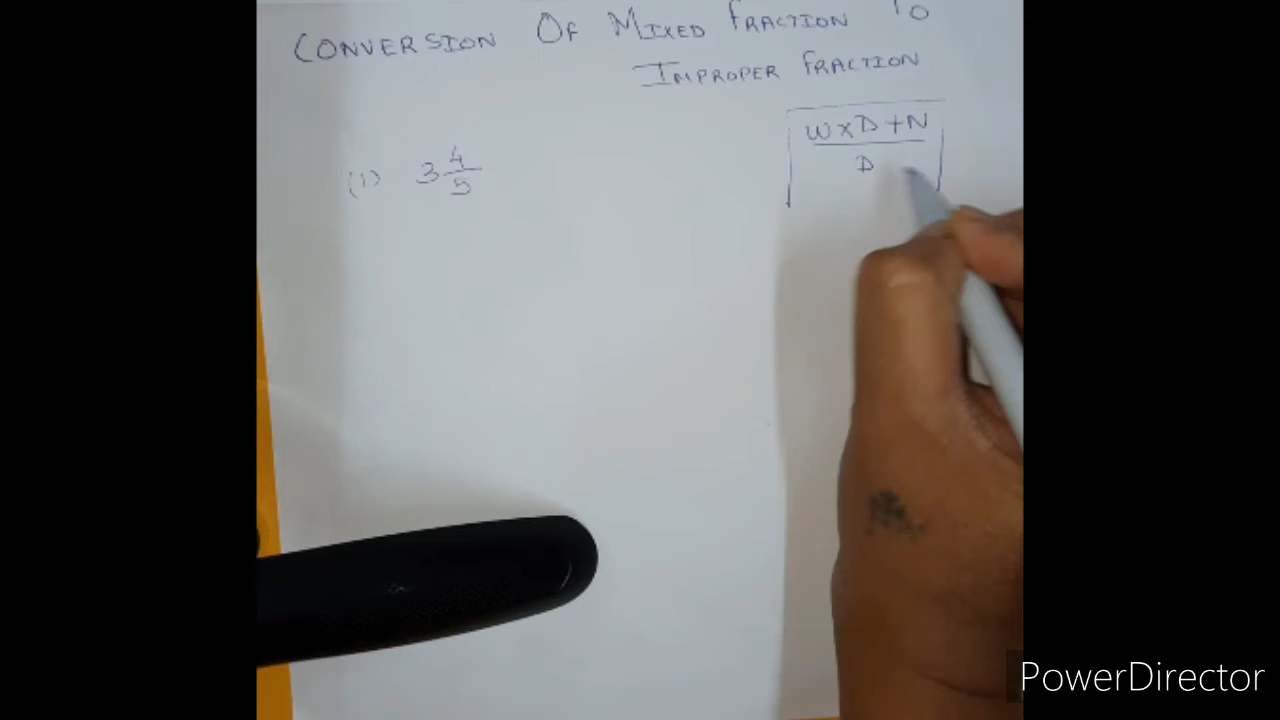 CONVERSION OF MIXED FRACTION TO
IMPROPER FRACTION
W×D+N
D
(1) 3 4/5
PowerDirector